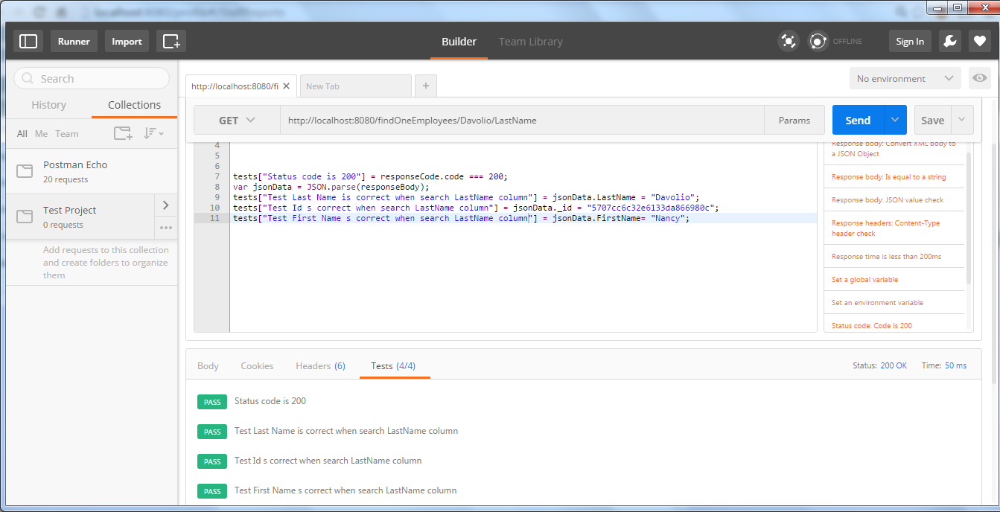 Runner
Import
Builder
Team Library
OFFLINE
Sign In
Search
History
Collections
All Me Team
Postman Echo
20 requests
Test Project
0 requests
Add requests to this collection
and create folders to organize
them
http://localhost:8080/fi
New Tab
No environment
GET
http://localhost:8080/findOneEmployees/Davolio/LastName
Params
Send
Save
4
5
6
7 tests["Status code is 200"] = responseCode.code === 200;
8 var jsonData = JSON.parse(responseBody);
9 tests["Test Last Name is correct when search LastName column"] = jsonData.LastName = "Davolio";
10 tests["Test Id s correct when search LastName column"] = jsonData._id = "5707cc6c32e6133da866980c";
11 tests["Test First Name s correct when search LastName column"] = jsonData.FirstName= "Nancy";
Response body: Convert XML body to
a JSON Object
Response body: Is equal to a string
Response body: JSON value check
Response headers: Content-Type
header check
Response time is less than 200ms
Set a global variable
Set an environment variable
Status code: Code is 200
Body
Cookies
Headers (6)
Tests (4/4)
Status: 200 OK
Time: 50 ms
PASS Status code is 200
PASS Test Last Name is correct when search LastName column
PASS Test Id s correct when search LastName column
PASS Test First Name s correct when search LastName column